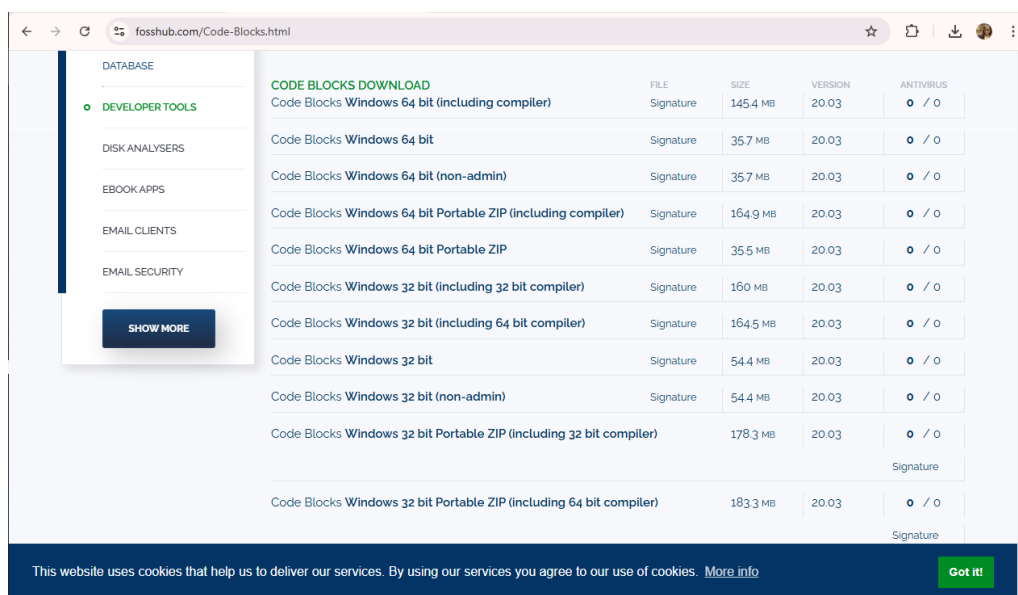 fosshub.com/Code-Blocks.html
DATABASE
DEVELOPER TOOLS
DISK ANALYSERS
EBOOK APPS
EMAIL CLIENTS
EMAIL SECURITY
SHOW MORE
CODE BLOCKS DOWNLOAD FILE SIZE VERSION ANTIVIRUS
Code Blocks Windows 64 bit (including compiler) Signature 145.4 MB 20.03 0 / 0
Code Blocks Windows 64 bit Signature 35.7 MB 20.03 0 / 0
Code Blocks Windows 64 bit (non-admin) Signature 35.7 MB 20.03 0 / 0
Code Blocks Windows 64 bit Portable ZIP (including compiler) Signature 164.9 MB 20.03 0 / 0
Code Blocks Windows 64 bit Portable ZIP Signature 35.5 MB 20.03 0 / 0
Code Blocks Windows 32 bit (including 32 bit compiler) Signature 160 MB 20.03 0 / 0
Code Blocks Windows 32 bit (including 64 bit compiler) Signature 164.5 MB 20.03 0 / 0
Code Blocks Windows 32 bit Signature 54.4 MB 20.03 0 / 0
Code Blocks Windows 32 bit (non-admin) Signature 54.4 MB 20.03 0 / 0
Code Blocks Windows 32 bit Portable ZIP (including 32 bit compiler) 178.3 MB 20.03 0 / 0
Signature
Code Blocks Windows 32 bit Portable ZIP (including 64 bit compiler) 183.3 MB 20.03 0 / 0
Signature
This website uses cookies that help us to deliver our services. By using our services you agree to our use of cookies. More info Got it!